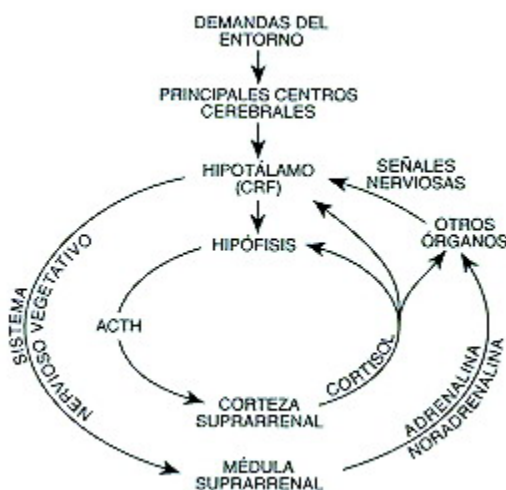 DEMANDAS DEL
ENTORNO
PRINCIPALES CENTROS
CEREBRALES
HIPOTÁLAMO
(CRF)
SEÑALES
NERVIOSAS
HIPÓFISIS
OTROS
ÓRGANOS
SISTEMA
NERVIOSO VEGETATIVO
ACTH
CORTISOL
ADRENALINA
NORADRENALINA
CORTEZA
SUPRARRENAL
MÉDULA
SUPRARRENAL